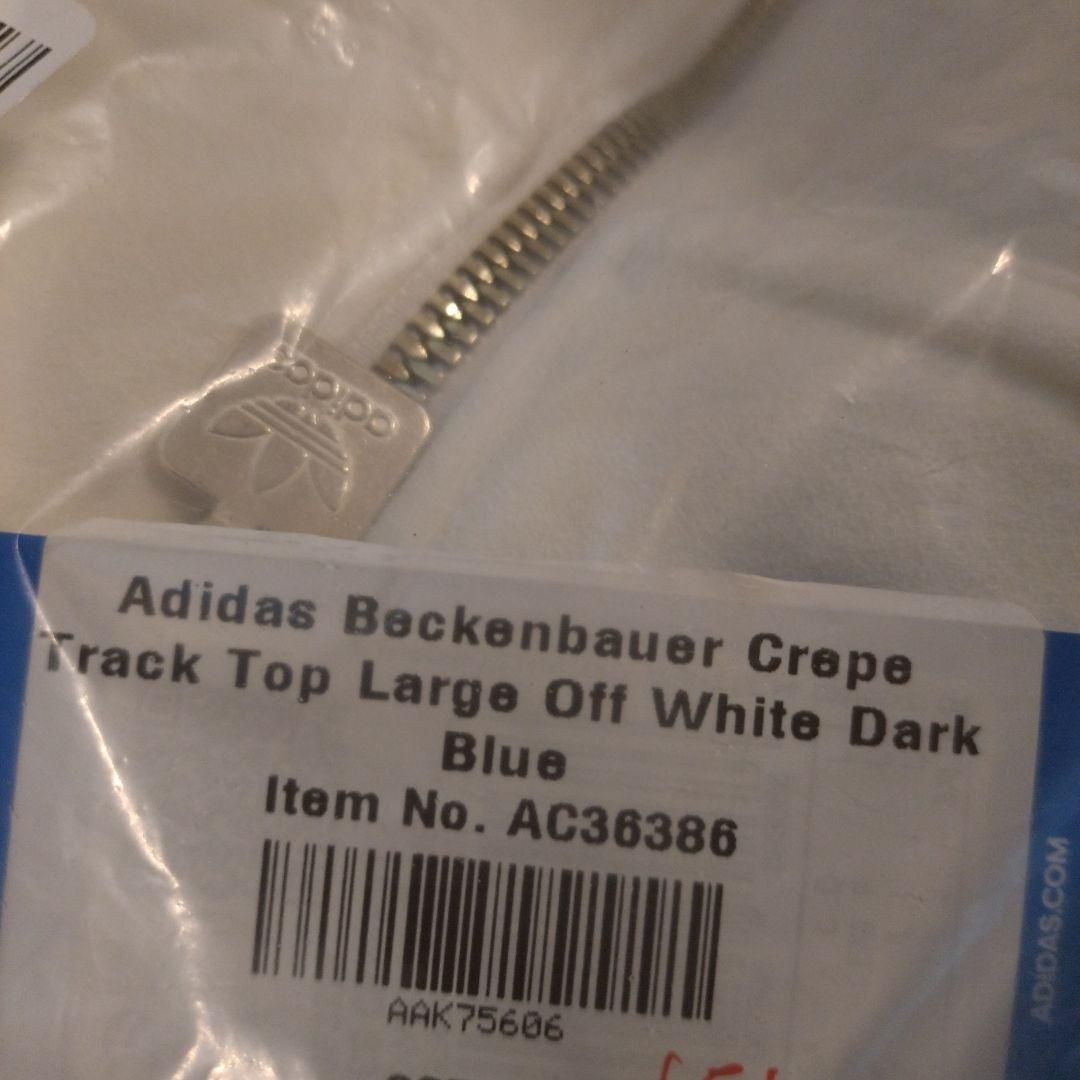 adidas
Adidas Beckenbauer Crepe
Track Top Large Off White Dark
Blue
Item No. AC36386
AAK75606
ADIDAS.COM